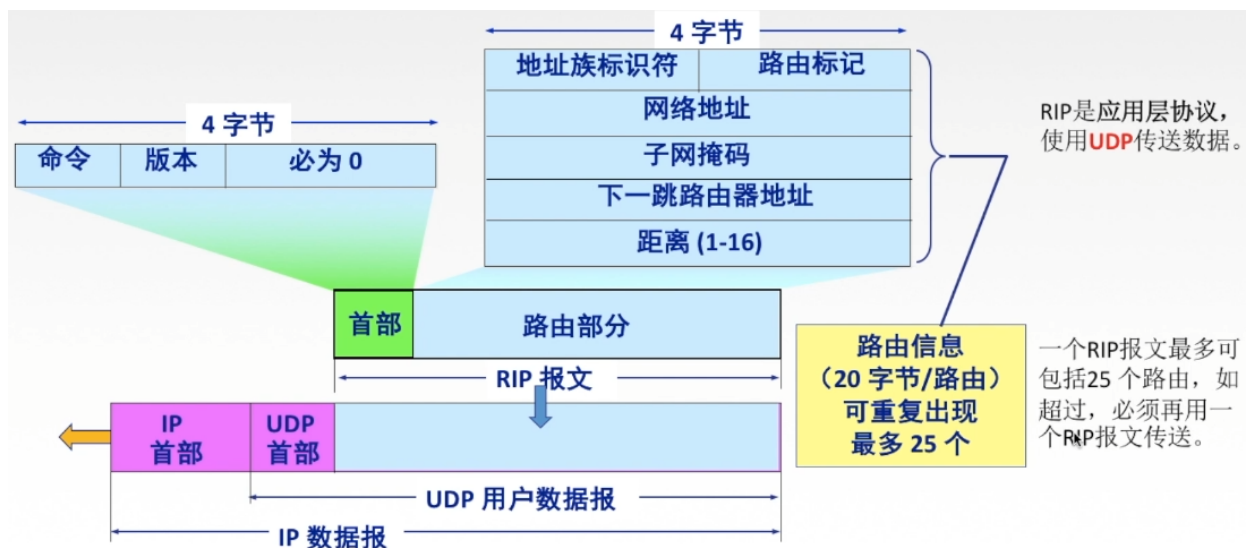 4 字节
地址族标识符 路由标记
网络地址
子网掩码
下一跳路由器地址
距离 (1-16)
4 字节
命令 版本 必为 0
RIP是应用层协议，
使用UDP传送数据。
首部 路由部分
RIP 报文
路由信息
（20 字节/路由）
可重复出现
最多 25 个
一个RIP报文最多可
包括25 个路由，如
超过，必须再用一
个RIP报文传送。
IP
首部
UDP
首部
UDP 用户数据报
IP 数据报